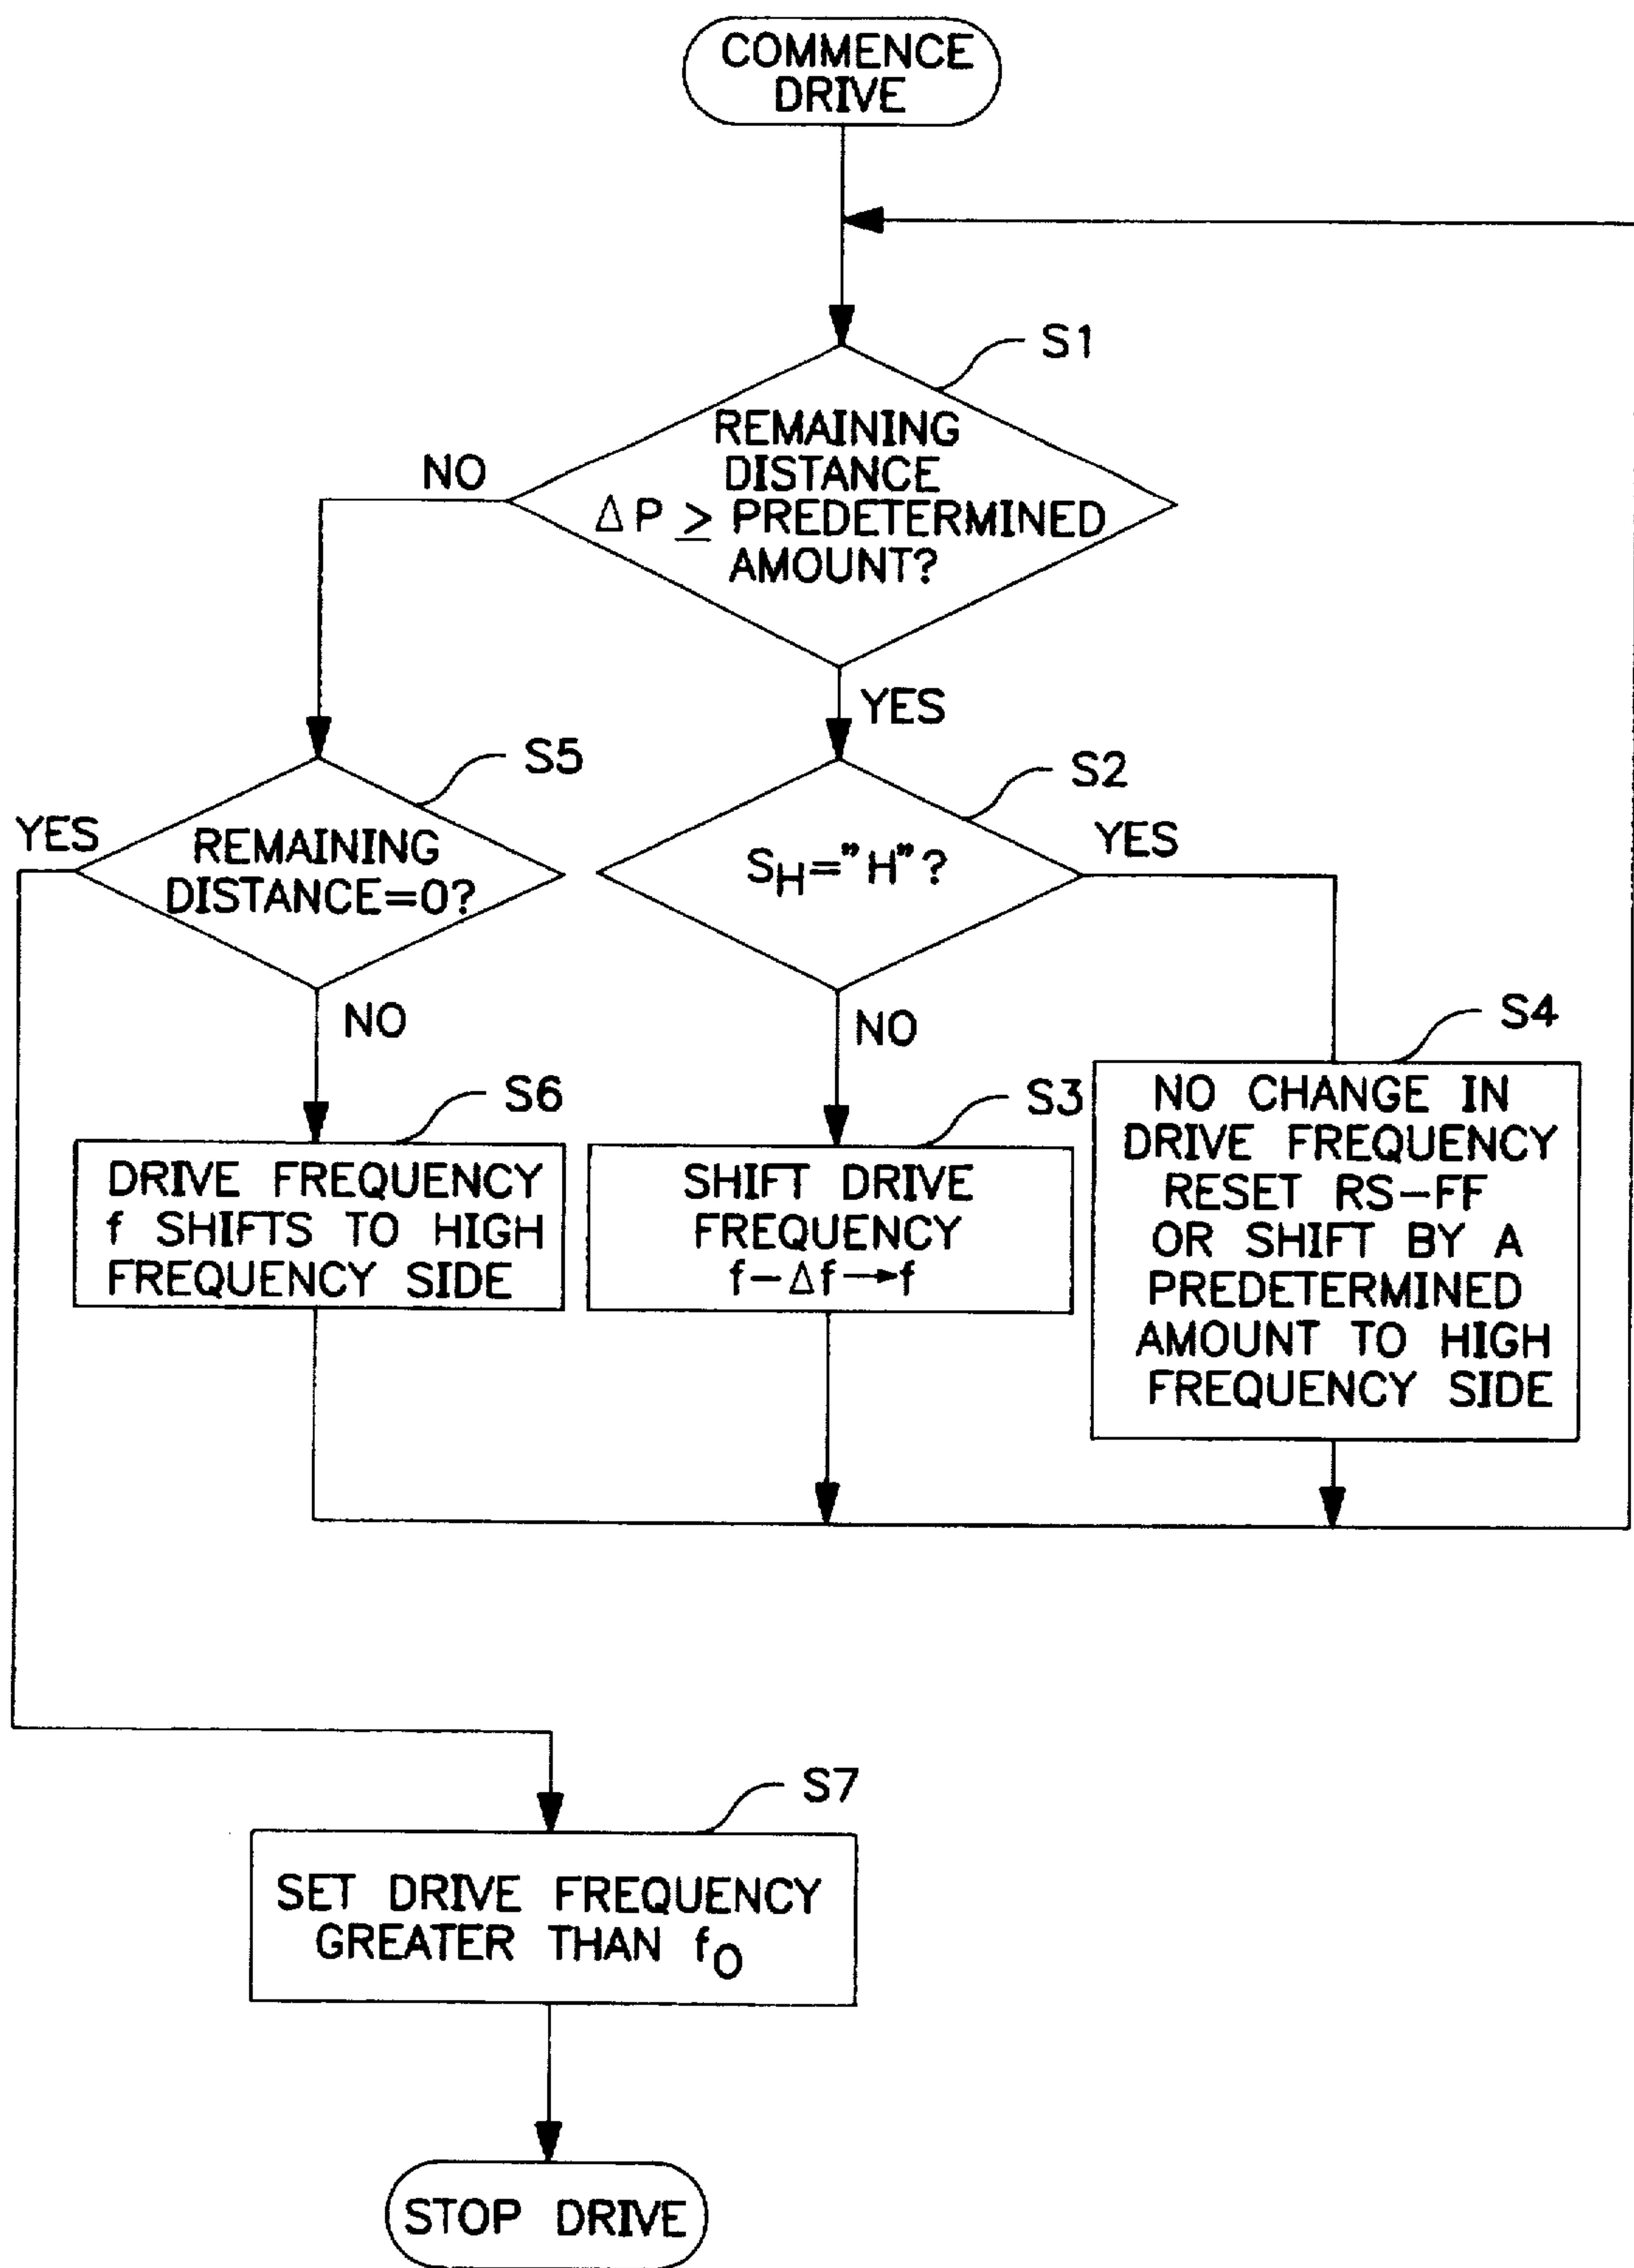 COMMENCE
DRIVE
S1
REMAINING
DISTANCE
ΔP ≥ PREDETERMINED
AMOUNT?
NO
YES
S5
REMAINING
DISTANCE=0?
YES
NO
S2
S_H="H"?
YES
NO
S6
DRIVE FREQUENCY
f SHIFTS TO HIGH
FREQUENCY SIDE
S3
SHIFT DRIVE
FREQUENCY
f-Δf→f
S4
NO CHANGE IN
DRIVE FREQUENCY
RESET RS-FF
OR SHIFT BY A
PREDETERMINED
AMOUNT TO HIGH
FREQUENCY SIDE
S7
SET DRIVE FREQUENCY
GREATER THAN f_0
STOP DRIVE